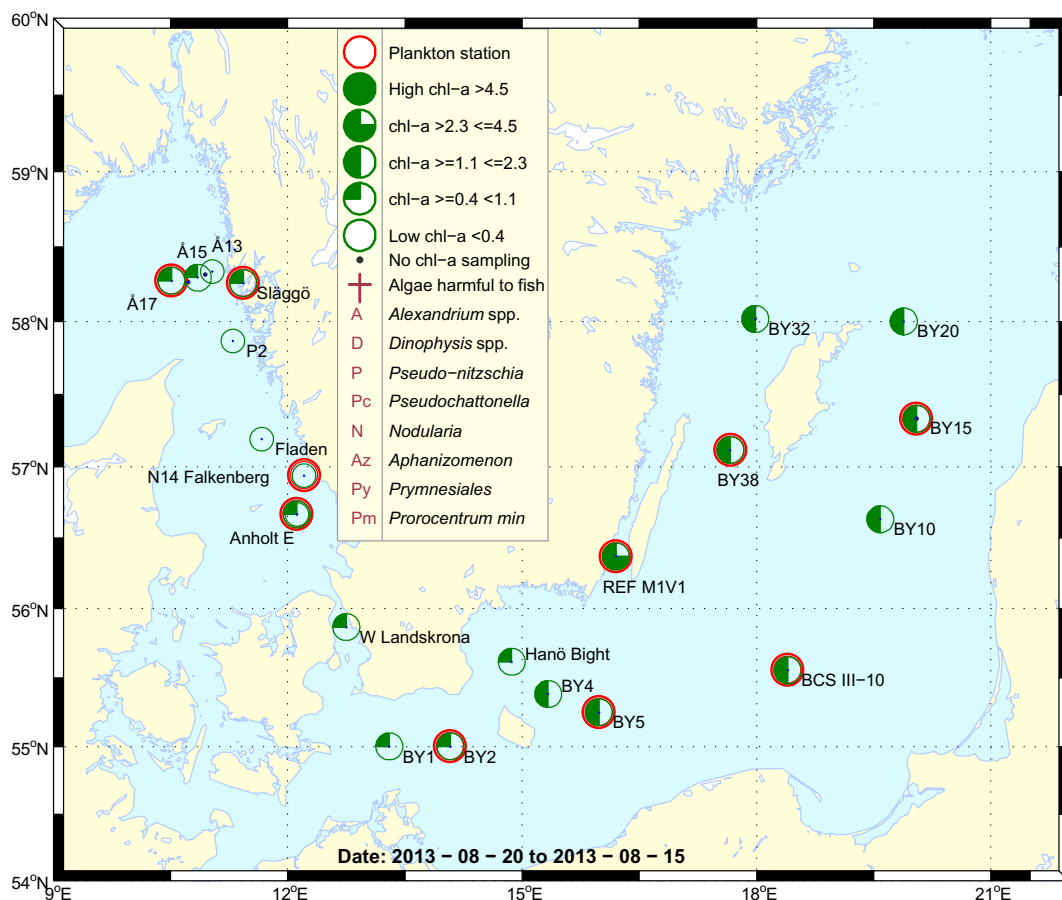 60°N
59°N
58°N
57°N
56°N
55°N
54°N
9°E
12°E
15°E
18°E
21°E
Plankton station
High chl−a >4.5
chl−a >2.3 <=4.5
chl−a >=1.1 <=2.3
chl−a >=0.4 <1.1
Low chl−a <0.4
No chl−a sampling
Algae harmful to fish
A Alexandrium spp.
D Dinophysis spp.
P Pseudo−nitzschia
Pc Pseudochattonella
N Nodularia
Az Aphanizomenon
Py Prymnesiales
Pm Prorocentrum min
Å15
Å13
Å17
Släggö
P2
Fladen
N14 Falkenberg
Anholt E
W Landskrona
Hanö Bight
BY4
BY5
BY1
BY2
REF M1V1
BY38
BY32
BY20
BY15
BY10
BCS III−10
Date: 2013 − 08 − 20 to 2013 − 08 − 15